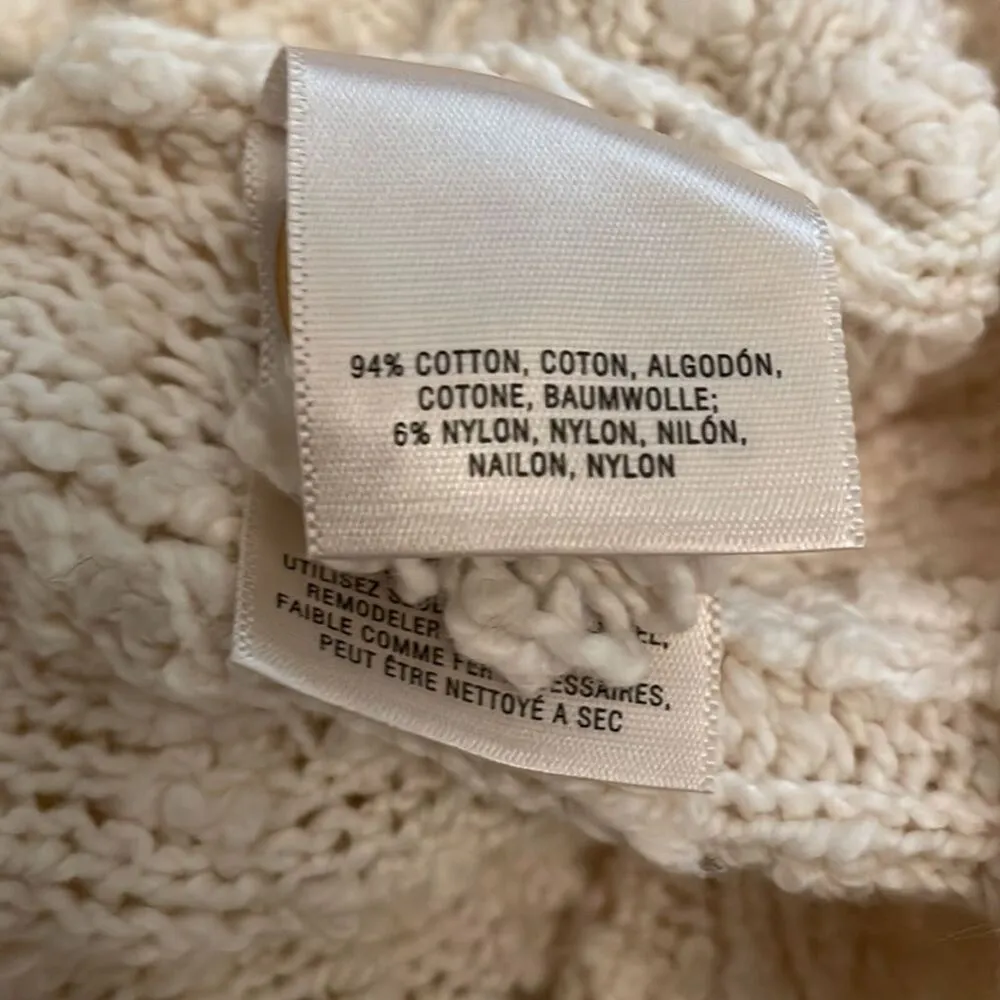 94% COTTON, COTON, ALGODÓN,
COTONE, BAUMWOLLE;
6% NYLON, NYLON, NILÓN,
NAILON, NYLON
UTILISEZ
REMODELER
FAIBLE COMME
PEUT ÊTRE NETTOYÉ A SEC